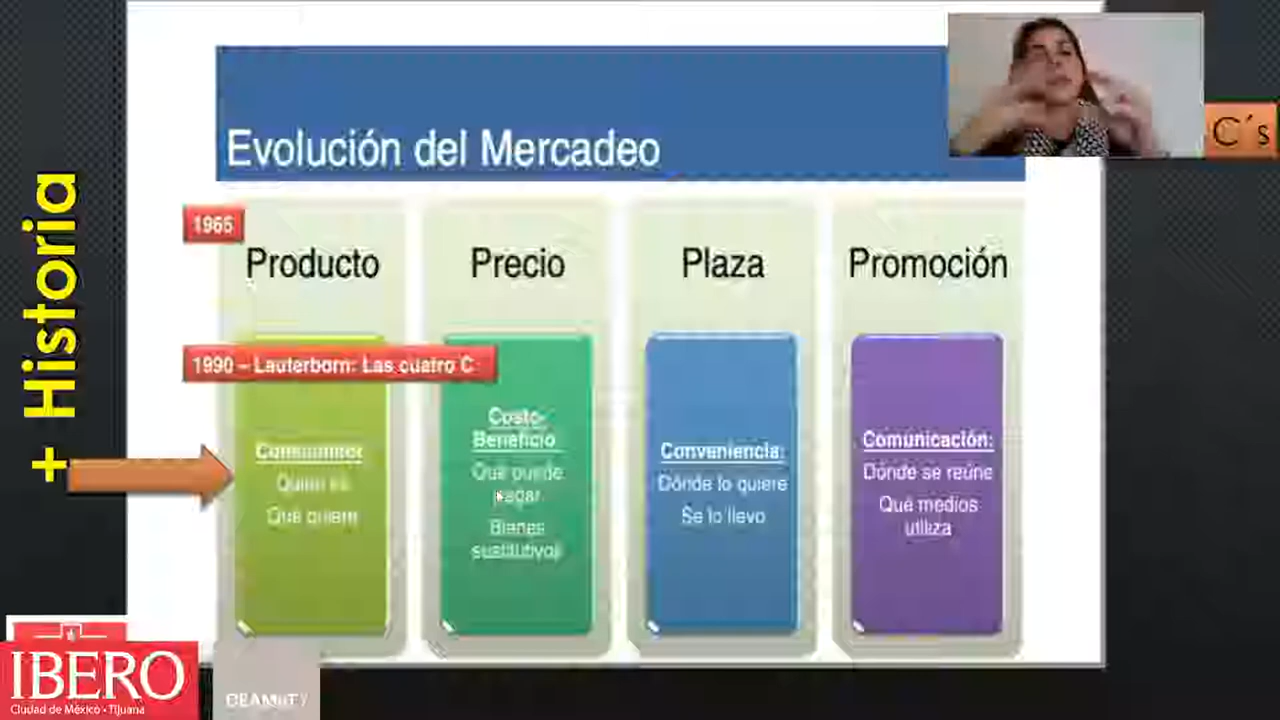 + Historia
Evolución del Mercadeo
C´s
1965
Producto
Precio
Plaza
Promoción
1990 – Lauterborn: Las cuatro C
Consumidor
Quien es
Qué quiere
Costo-
Beneficio
Qué puede
pagar
Bienes
sustitutivos
Conveniencia:
Dónde lo quiere
Se lo llevo
Comunicación:
Dónde se reúne
Qué medios
utiliza
IBERO
Ciudad de México • Tijuana